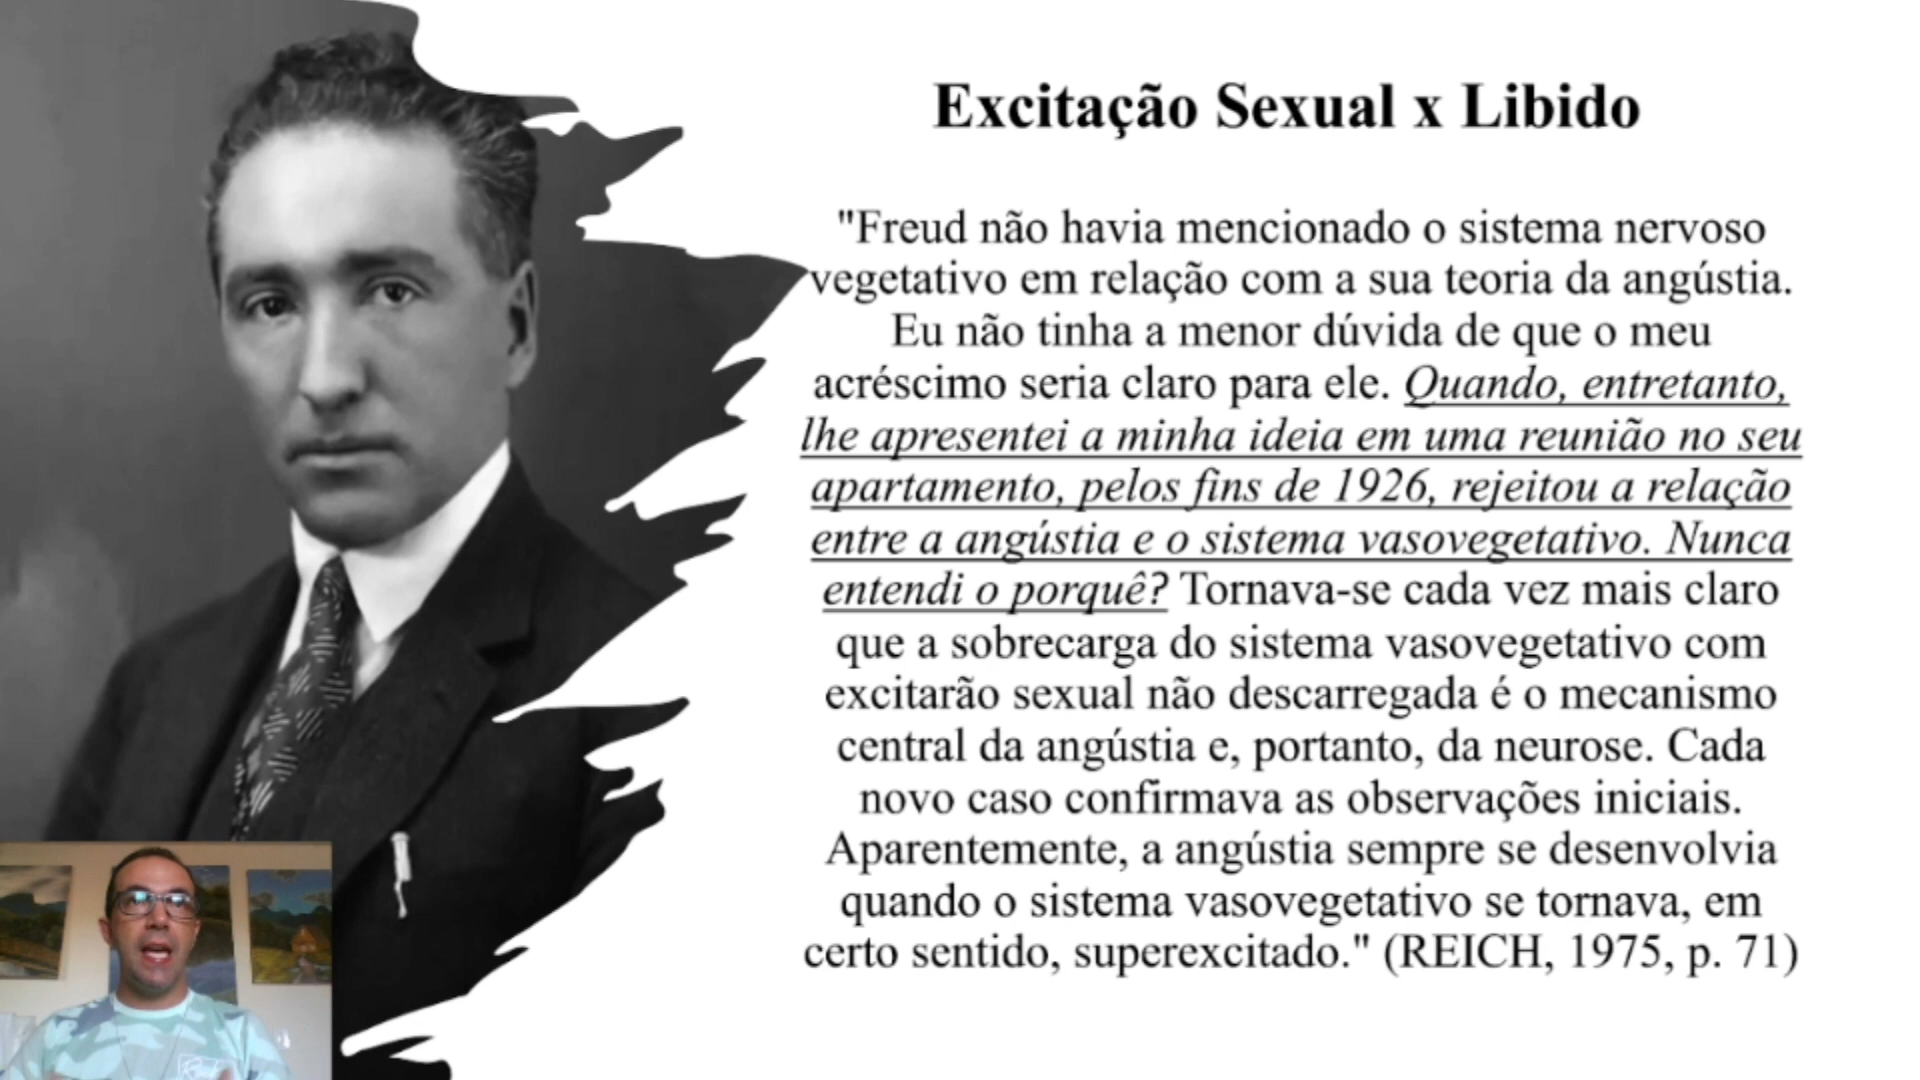 Excitação Sexual x Libido
"Freud não havia mencionado o sistema nervoso
vegetativo em relação com a sua teoria da angústia.
Eu não tinha a menor dúvida de que o meu
acréscimo seria claro para ele. Quando, entretanto,
lhe apresentei a minha ideia em uma reunião no seu
apartamento, pelos fins de 1926, rejeitou a relação
entre a angústia e o sistema vasovegetativo. Nunca
entendi o porquê? Tornava-se cada vez mais claro
que a sobrecarga do sistema vasovegetativo com
excitarão sexual não descarregada é o mecanismo
central da angústia e, portanto, da neurose. Cada
novo caso confirmava as observações iniciais.
Aparentemente, a angústia sempre se desenvolvia
quando o sistema vasovegetativo se tornava, em
certo sentido, superexcitado." (REICH, 1975, p. 71)